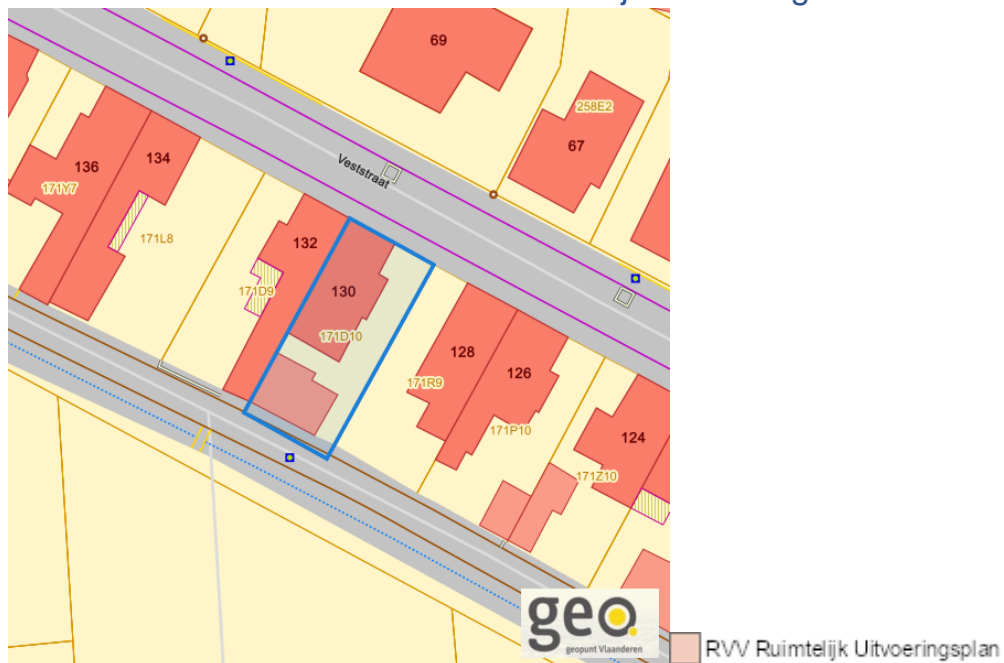 69
258E2
67
136
134
171Y7
Veststraat
171L8
132
171D9
130
171D10
128
126
171R9
171P10
124
171Z10
geo.
geopunt Vlaanderen
RVV Ruimtelijk Uitvoeringsplan